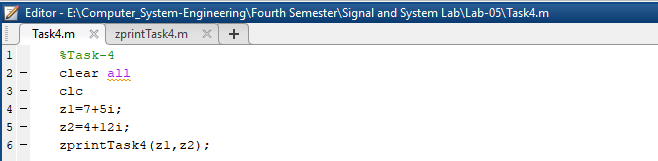 Editor - E:\Computer_System-Engineering\Fourth Semester\Signal and System Lab\Lab-05\Task4.m
Task4.m zprintTask4.m
1 %Task-4
2 clear all
3 clc
4 z1=7+5i;
5 z2=4+12i;
6 zprintTask4(z1,z2);